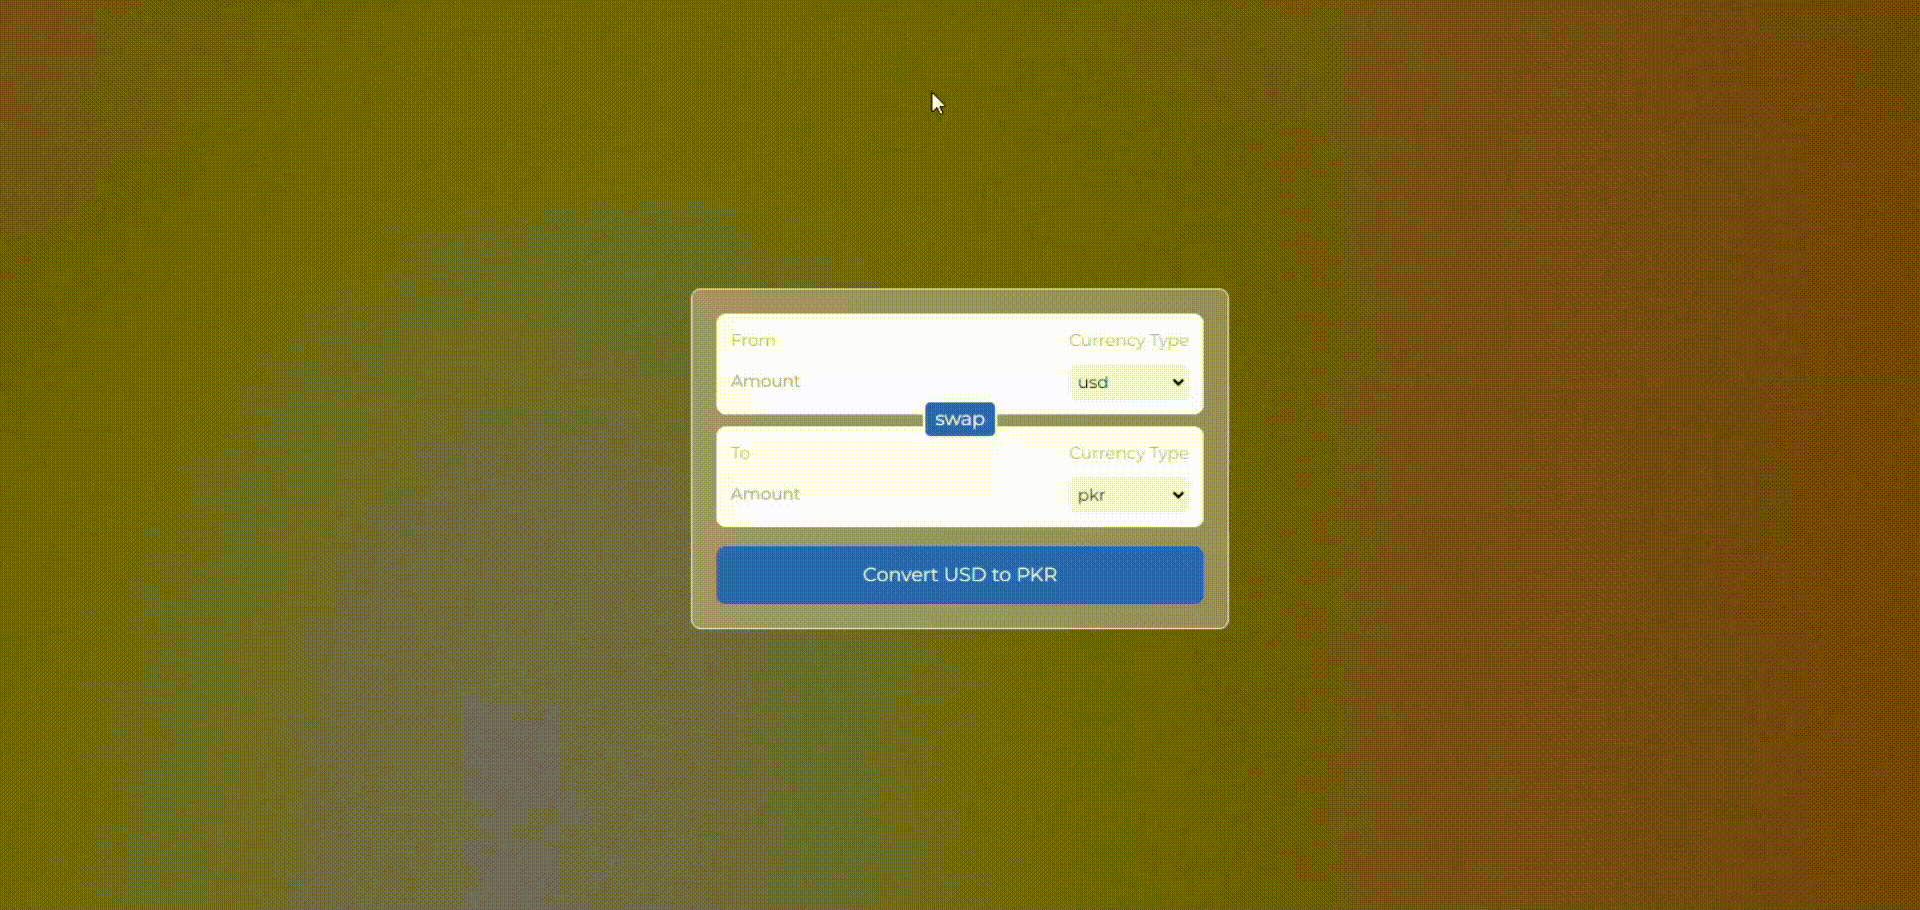 From Currency Type
Amount usd
swap
To Currency Type
Amount pkr
Convert USD to PKR